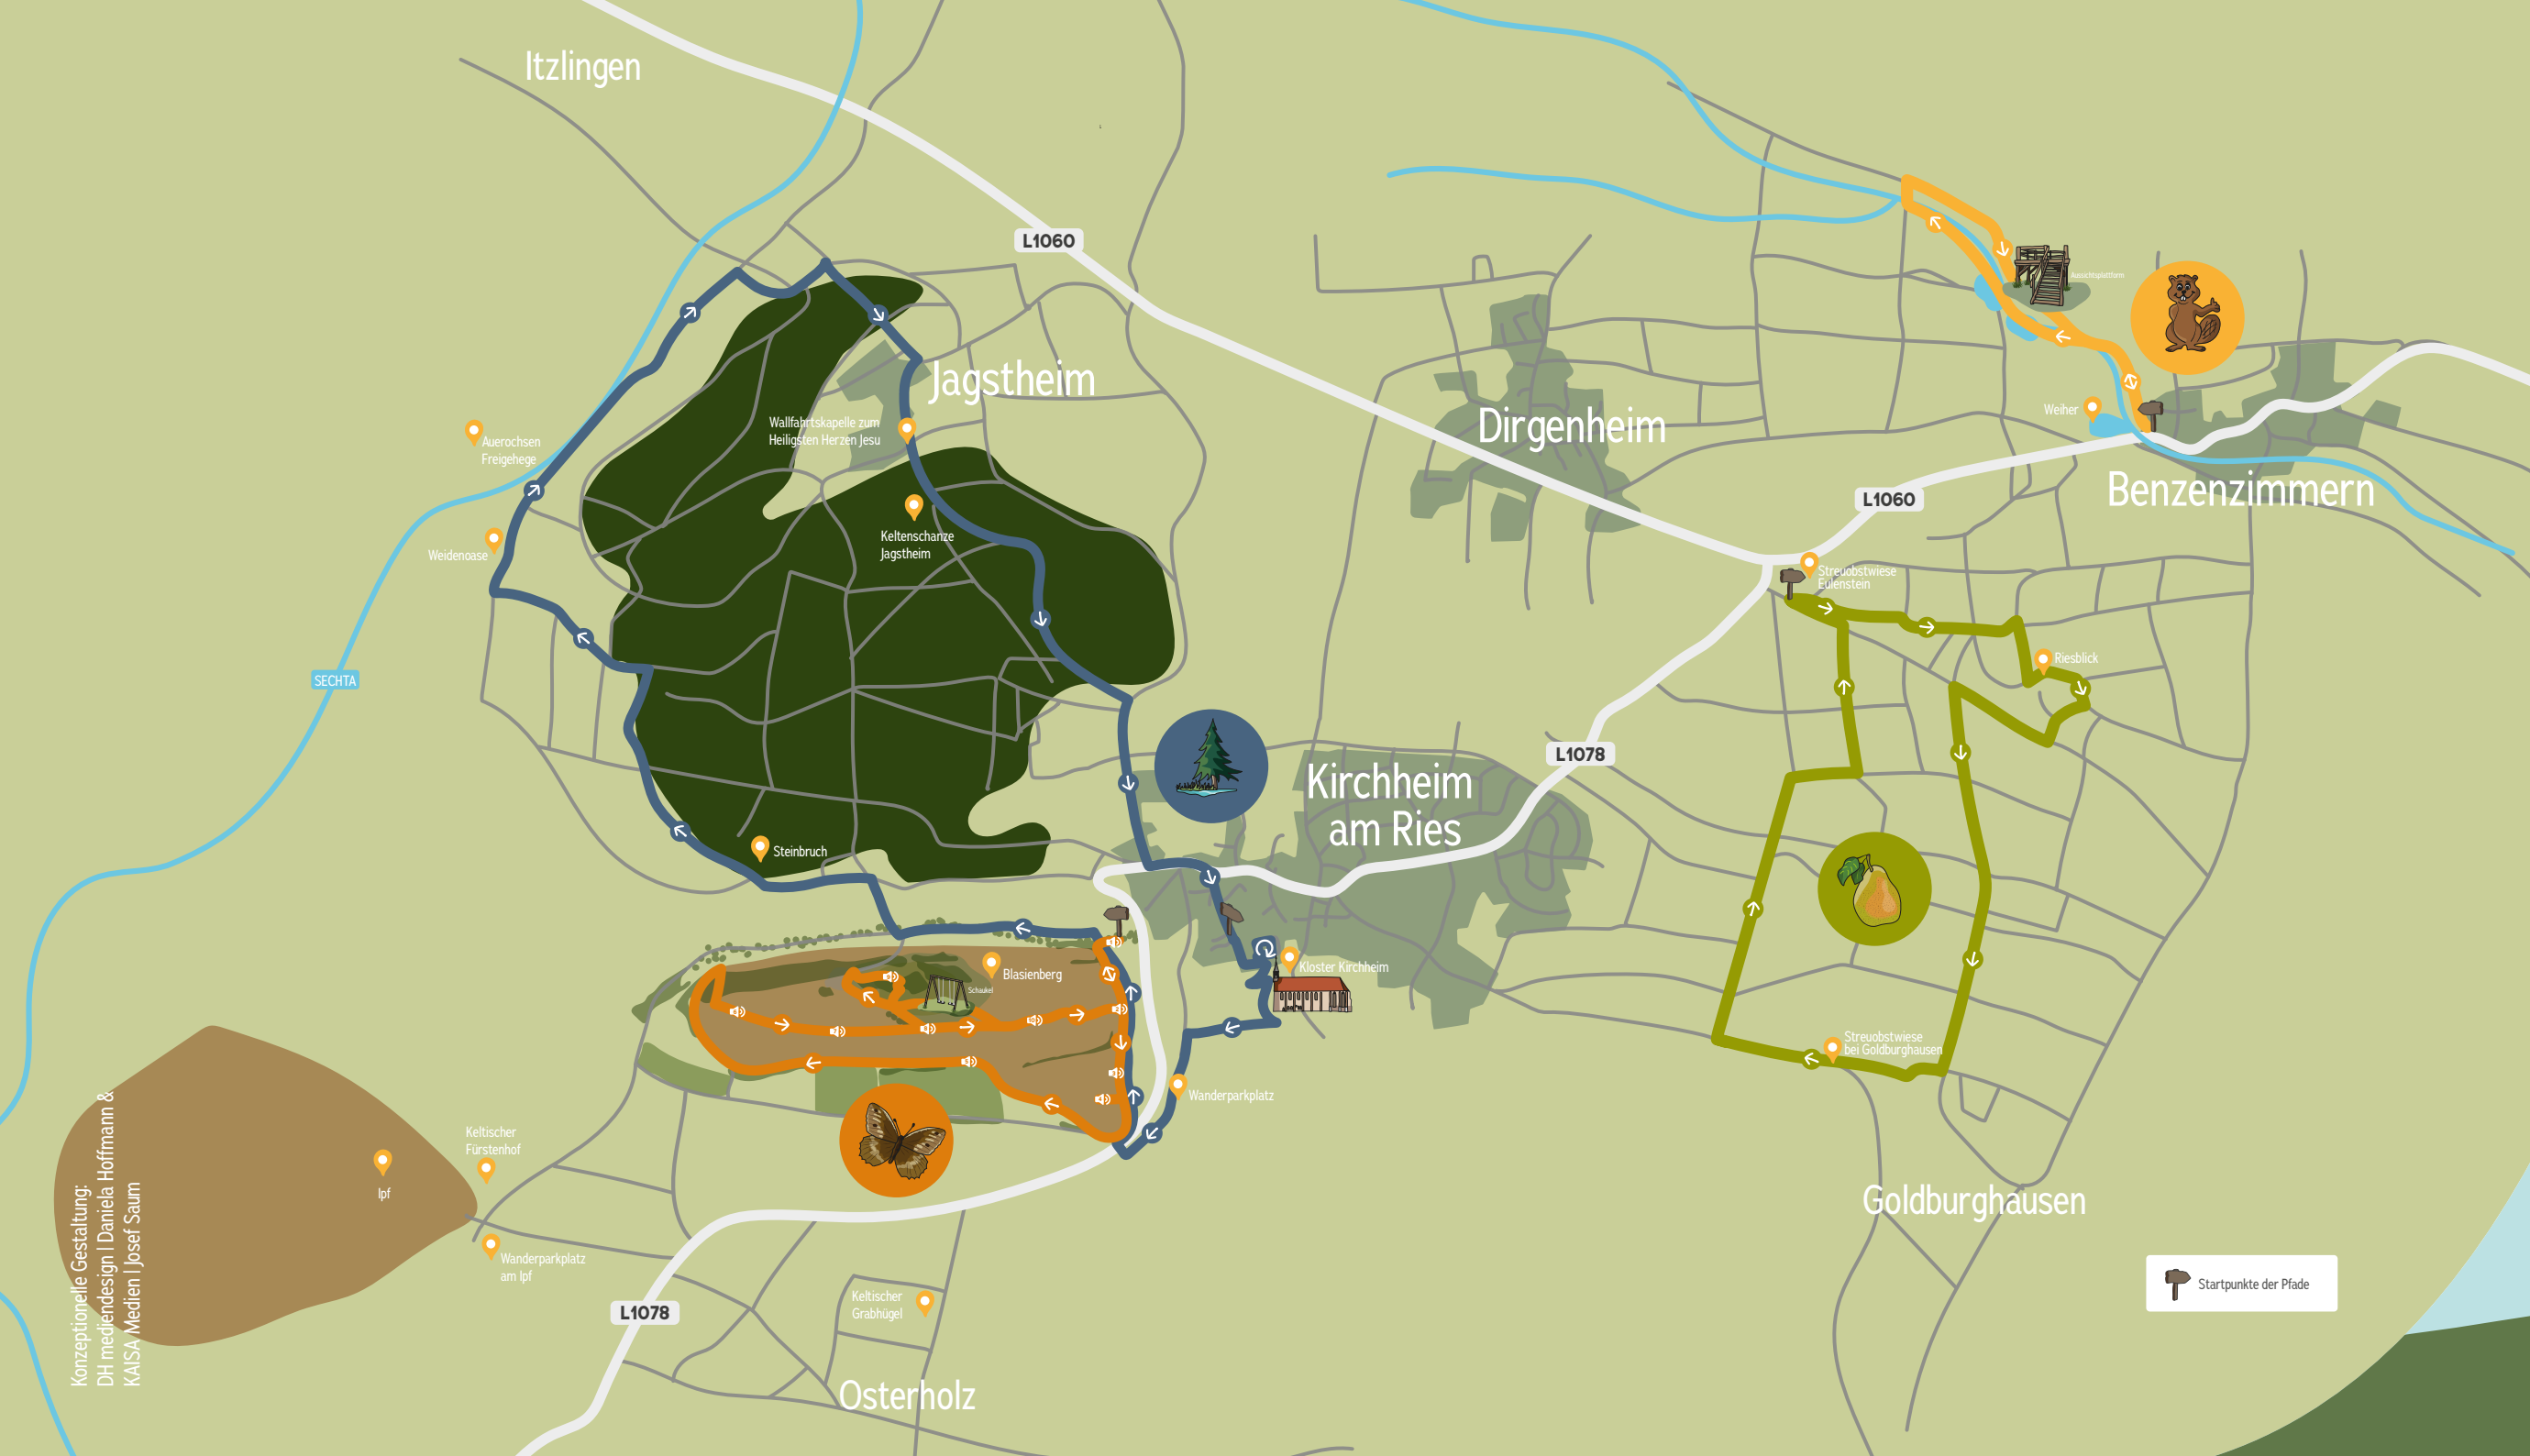 Itzlingen
L1060
Aussichtsplattform
Jagstheim
Weiher
Dirgenheim
Wallfahrtskapelle zum
Heiligsten Herzen Jesu
Auerochsen
Freigehege
Benzenzimmern
L1060
Keltenschanze
Jagstheim
Weidenoase
Streuobstwiese
Eulenstein
Riesblick
SECHTA
L1078
Kirchheim
am Ries
Steinbruch
Blasienberg
Schaukel
Kloster Kirchheim
Streuobstwiese
bei Goldburghausen
Wanderparkplatz
Keltischer
Fürstenhof
Ipf
Goldburghausen
Wanderparkplatz
am Ipf
Startpunkte der Pfade
Keltischer
Grabhügel
L1078
Osterholz
Konzeptionelle Gestaltung:
DH mediendesign | Daniela Hoffmann &
KAISA Medien | Josef Saum